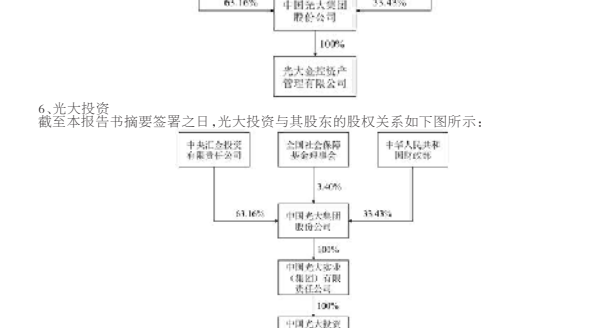 63.16%
中国光大集团
股份公司
33.43%
100%
光大金控资产
管理有限公司
6、光大投资
截至本报告书摘要签署之日,光大投资与其股东的股权关系如下图所示:
中央汇金投资
有限责任公司
全国社会保障
基金理事会
中华人民共和
国财政部
3.40%
63.16%
中国光大集团
股份公司
33.43%
100%
中国光大实业
(集团)有限
责任公司
100%
中国光大投资